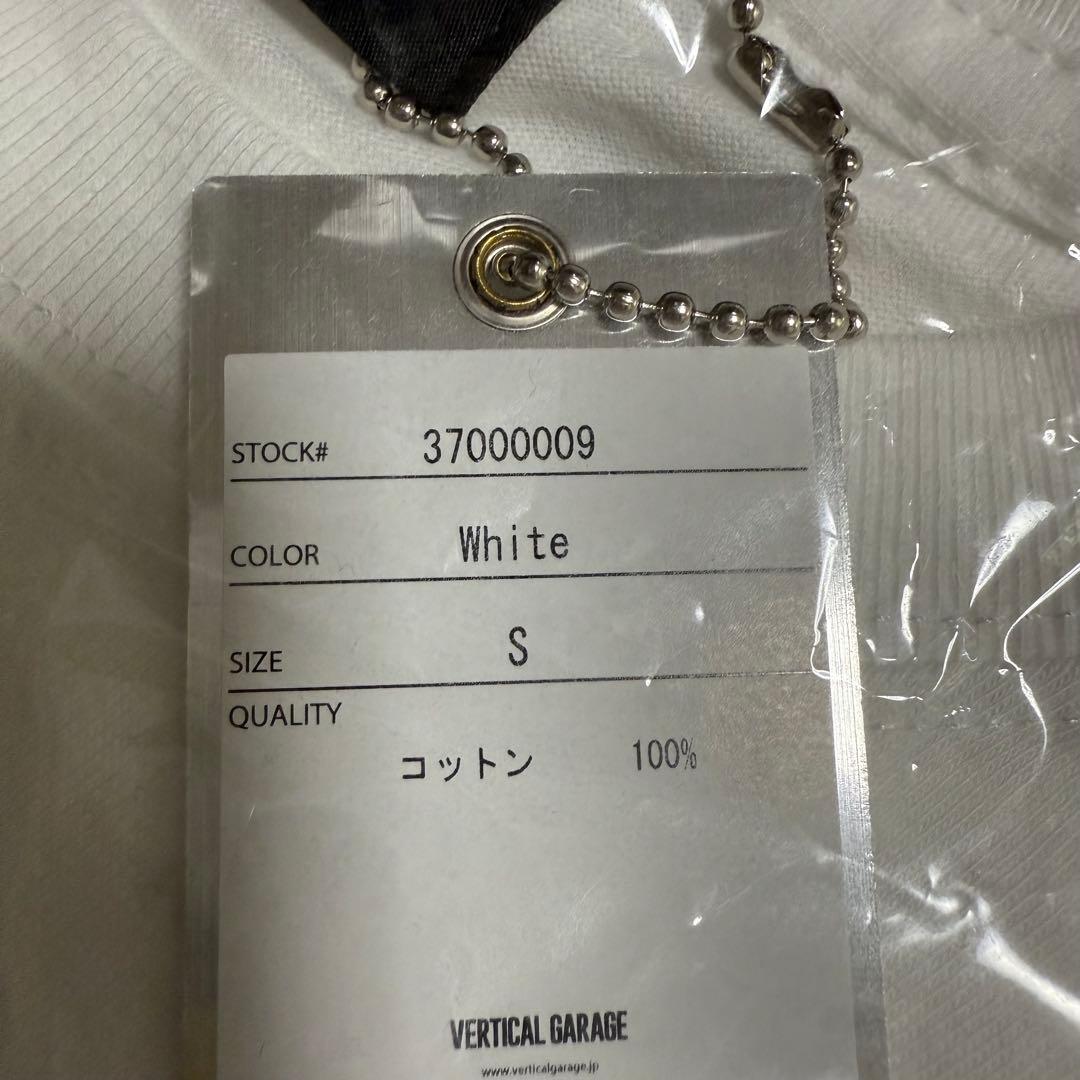 STOCK# 37000009
COLOR White
SIZE S
QUALITY
コットン 100%
VERTICAL GARAGE
www.verticalgarage.jp